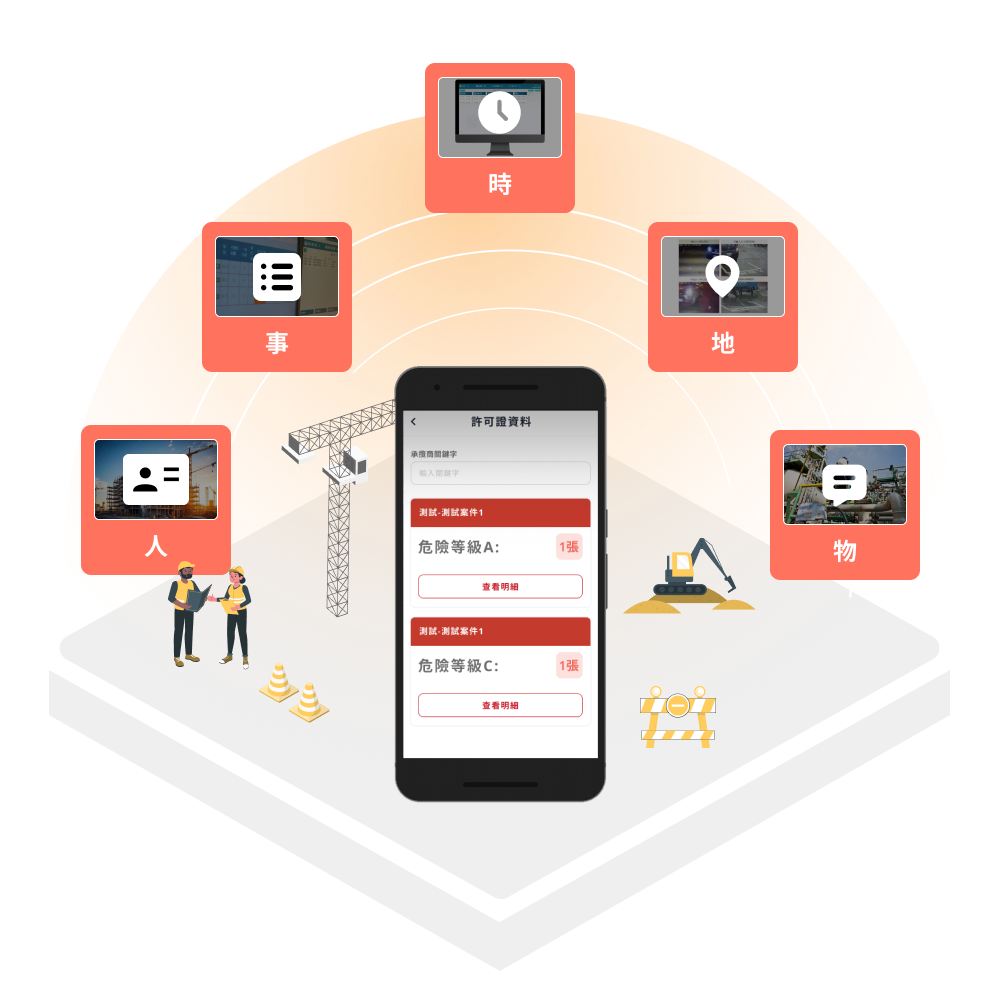 時
事
地
人
物
許可證資料
承攬商關鍵字
輸入關鍵字
測試-測試案件1
危險等級A:
1張
查看明細
測試-測試案件1
危險等級C:
1張
查看明細